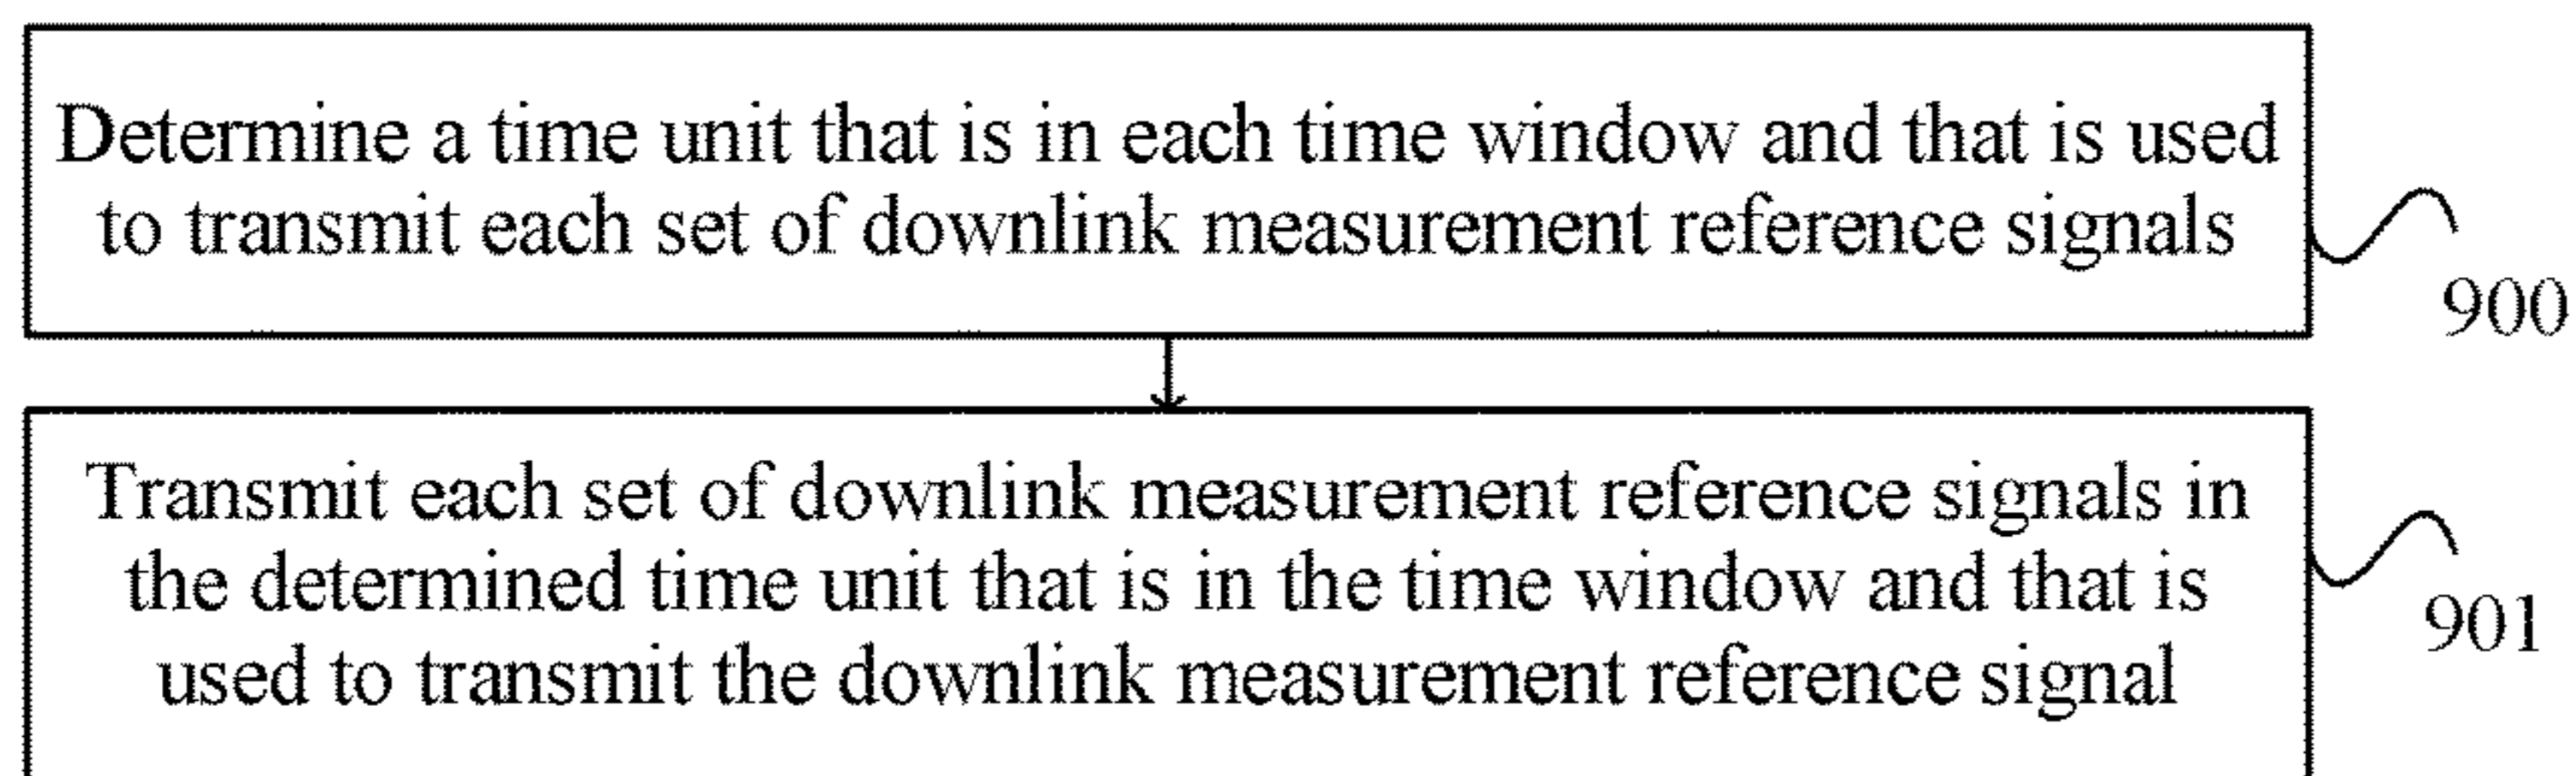 Determine a time unit that is in each time window and that is used
to transmit each set of downlink measurement reference signals
900
Transmit each set of downlink measurement reference signals in
the determined time unit that is in the time window and that is
used to transmit the downlink measurement reference signal
901